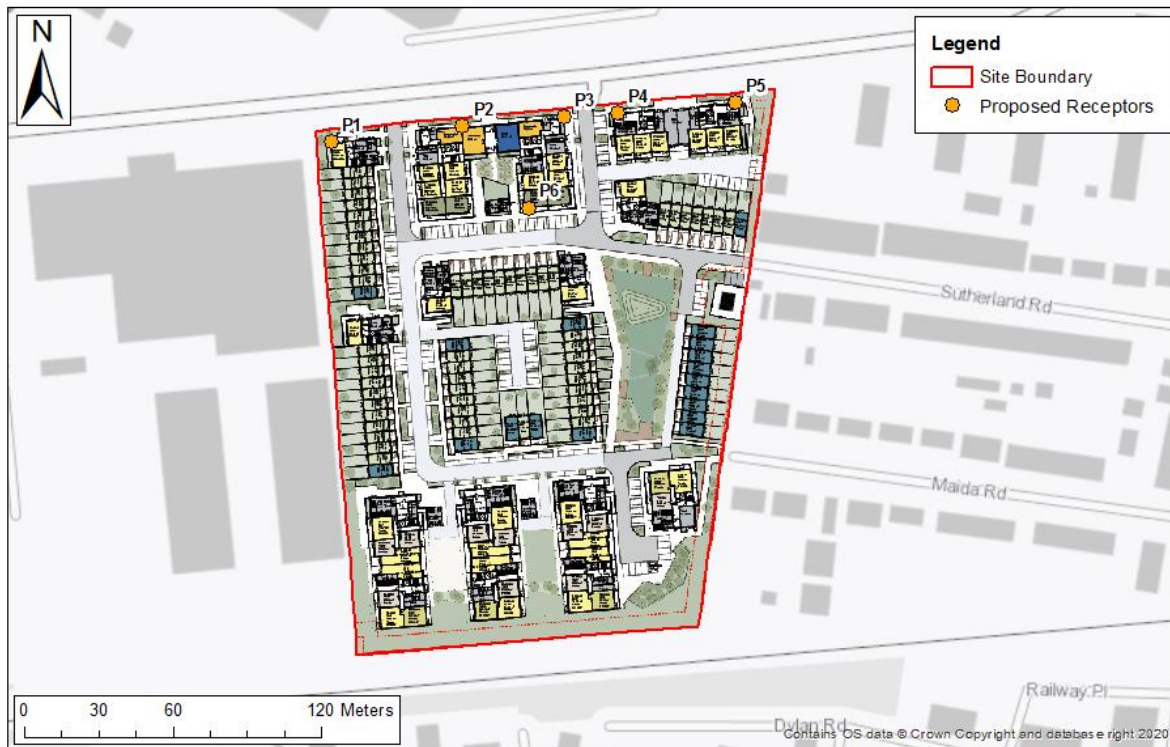 N
Legend
Site Boundary
Proposed Receptors
P1
P2
P3
P4
P5
P6
Sutherland Rd
Maida Rd
Railway Pl
Dylan Rd
0 30 60 120 Meters
Contains OS data © Crown Copyright and database right 2020